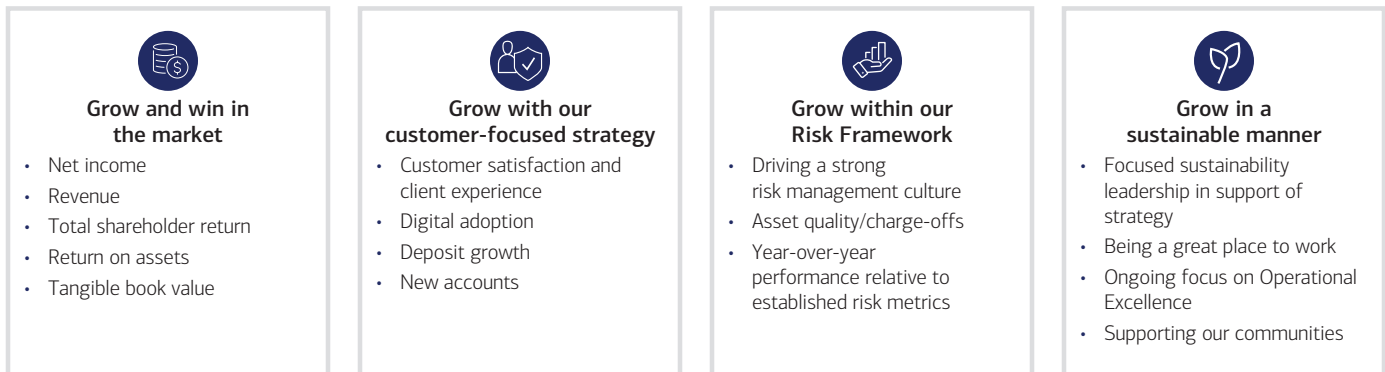 Grow and win in
the market
• Net income
• Revenue
• Total shareholder return
• Return on assets
• Tangible book value
Grow with our
customer-focused strategy
• Customer satisfaction and
client experience
• Digital adoption
• Deposit growth
• New accounts
Grow within our
Risk Framework
• Driving a strong
risk management culture
• Asset quality/charge-offs
• Year-over-year
performance relative to
established risk metrics
Grow in a
sustainable manner
• Focused sustainability
leadership in support of
strategy
• Being a great place to work
• Ongoing focus on Operational
Excellence
• Supporting our communities